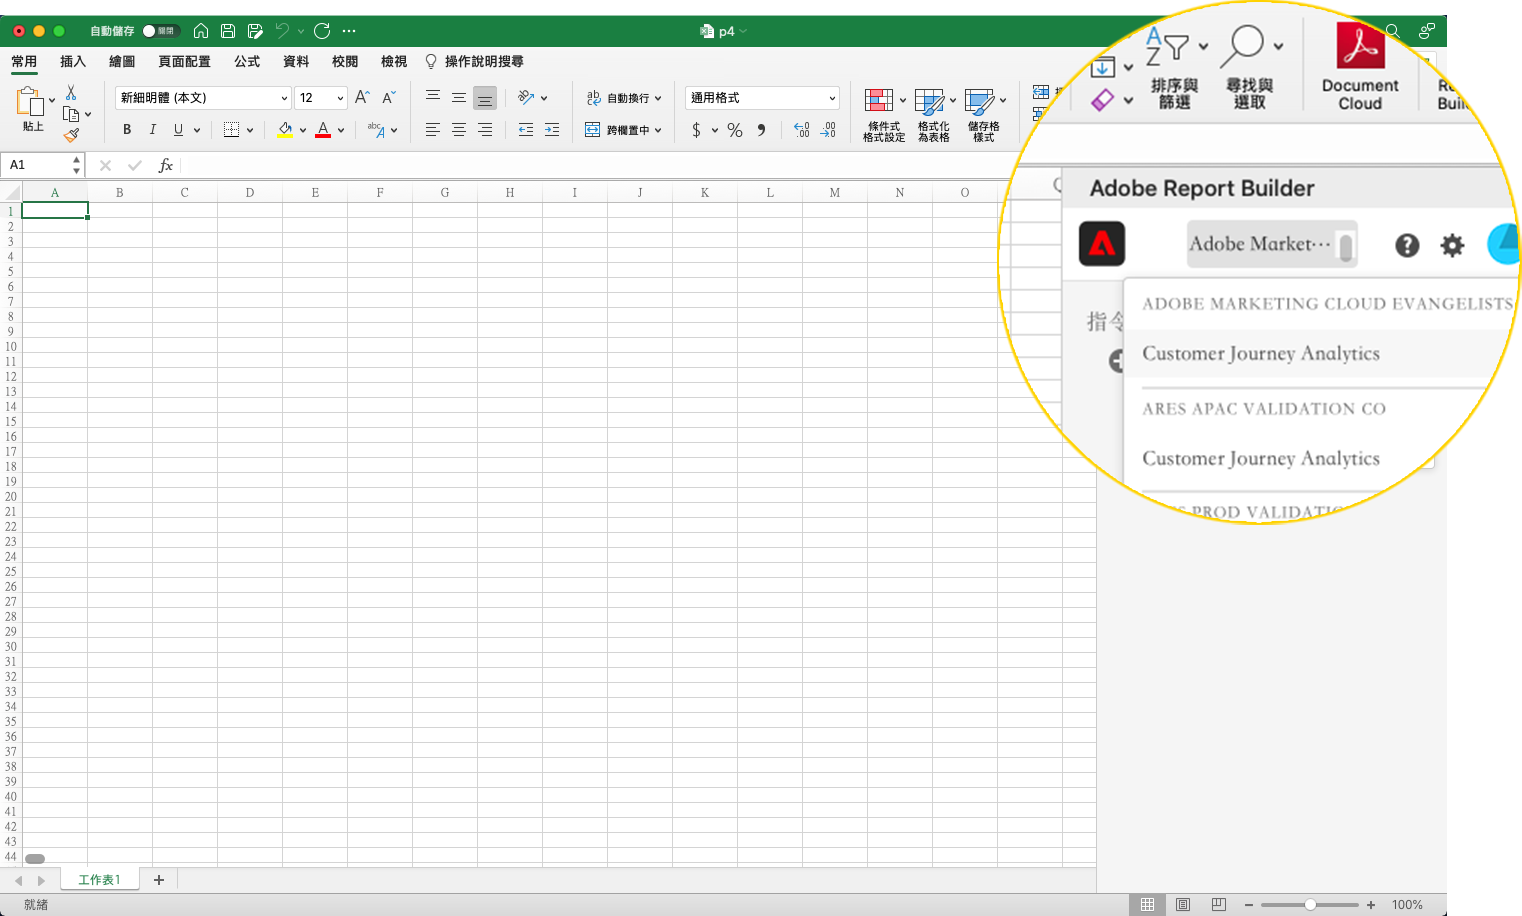 自動儲存 關閉
p4
常用 插入 繪圖 頁面配置 公式 資料 校閱 檢視 操作說明搜尋
貼上
新細明體 (本文) 12
B I U
abc A
ab 自動換行
跨欄置中
通用格式
$ % 9
條件式
格式設定
格式化
為表格
儲存格
樣式
排序與
篩選
尋找與
選取
Document
Cloud
A1 fx
A B C D E F G H I J K L M N O
Adobe Report Builder
Adobe Market···
ADOBE MARKETING CLOUD EVANGELISTS
指令
Customer Journey Analytics
ARES APAC VALIDATION CO
Customer Journey Analytics
PROD
1
2
3
4
5
6
7
8
9
10
11
12
13
14
15
16
17
18
19
20
21
22
23
24
25
26
27
28
29
30
31
32
33
34
35
36
37
38
39
40
41
42
43
44
工作表1
就緒 100%